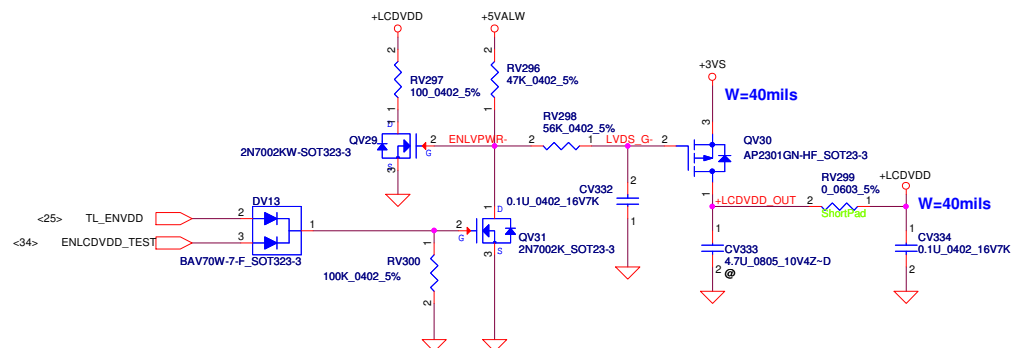 +LCDVDD
+5VALW
+3VS
W=40mils
2
RV297
100_0402_5%
1
2
RV296
47K_0402_5%
1
QV29
2N7002KW-SOT323-3
D
G
S
2
3
ENLVPWR-
RV298
56K_0402_5%
2
1
LVDS_G-
2
3
QV30
AP2301GN-HF_SOT23-3
1
CV332
0.1U_0402_16V7K
2
1
+LCDVDD_OUT
RV299
0_0603_5%
2
1
ShortPad
+LCDVDD
W=40mils
<25>
TL_ENVDD
<34>
ENLCDVDD_TEST
DV13
2
3
1
BAV70W-7-F_SOT323-3
RV300
100K_0402_5%
1
2
2
G
1
D
S
3
QV31
2N7002K_SOT23-3
1
CV333
4.7U_0805_10V4Z~D
2
@
1
CV334
0.1U_0402_16V7K
2